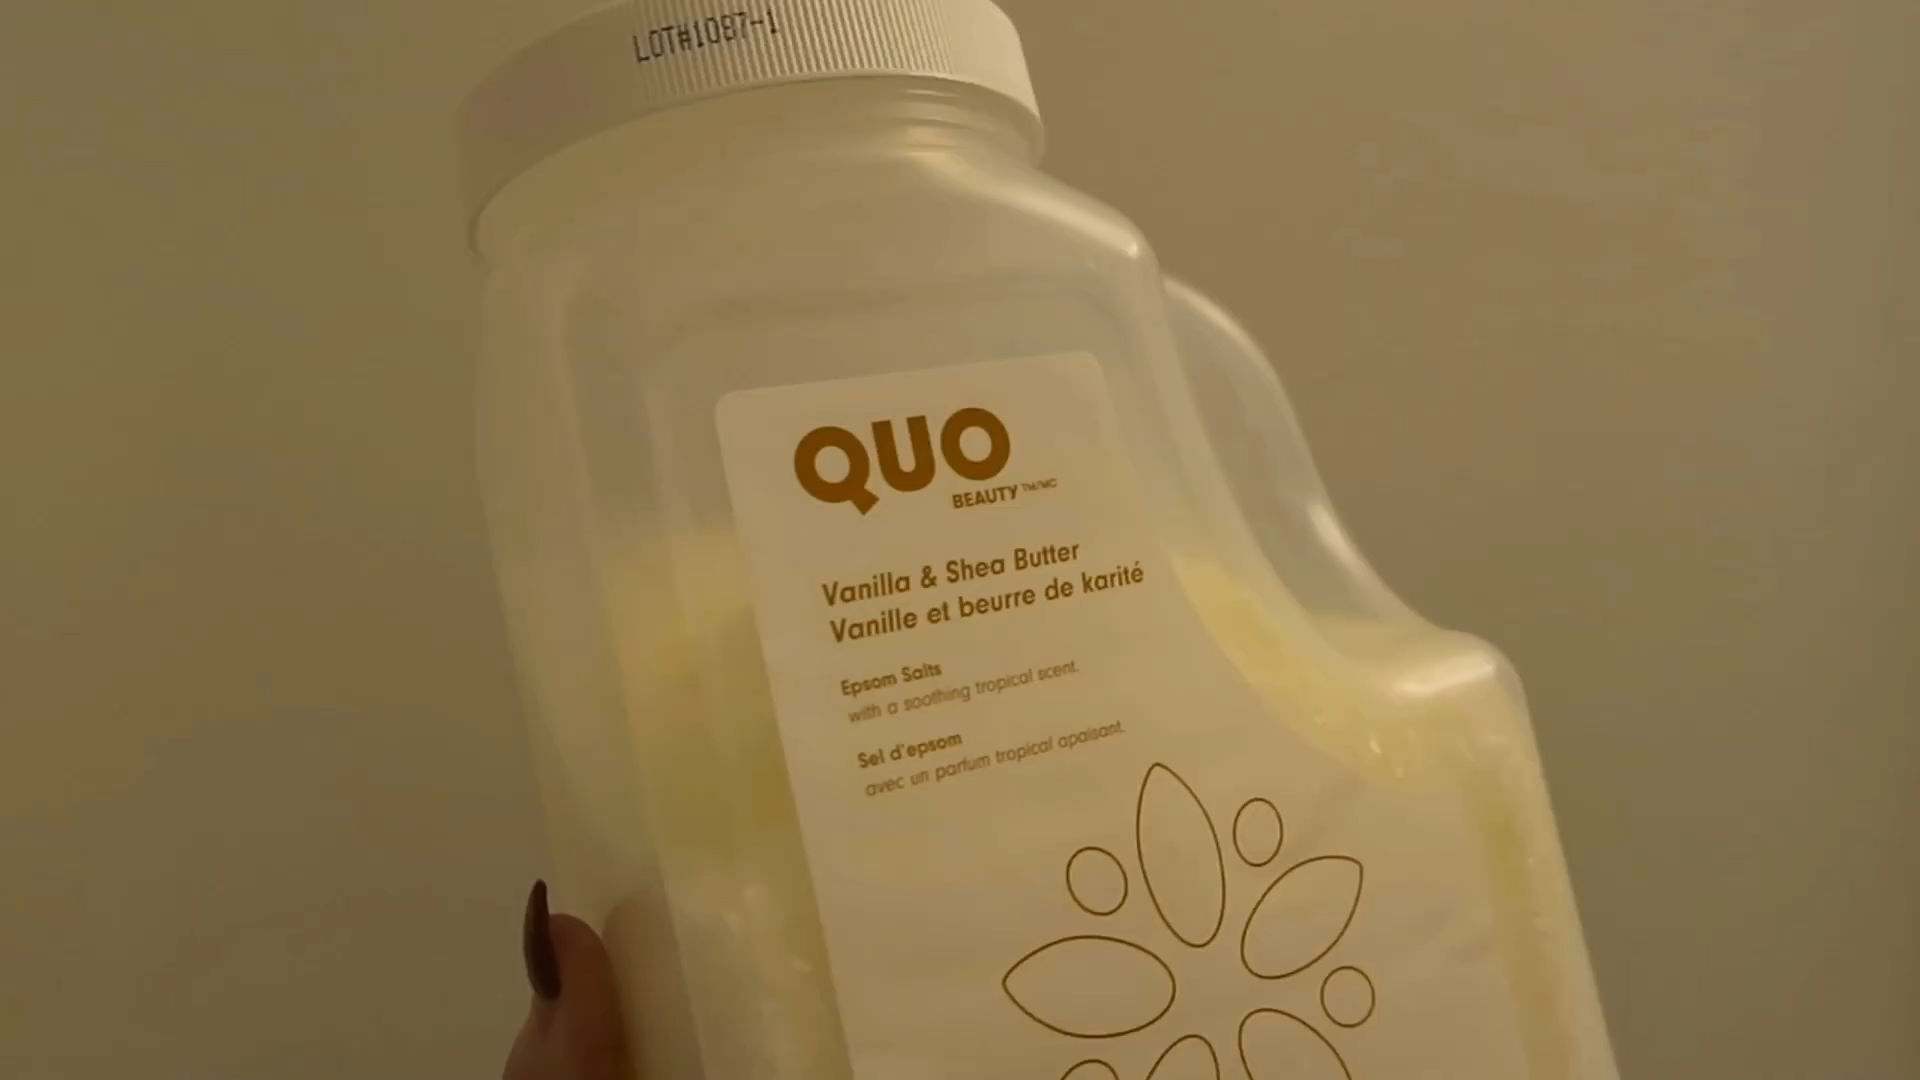 LOT#1087-1
QUO
BEAUTY TM/MC
Vanilla & Shea Butter
Vanille et beurre de karité
Epsom Salts
with a soothing tropical scent.
Sel d'epsom
avec un parfum tropical apaisant.